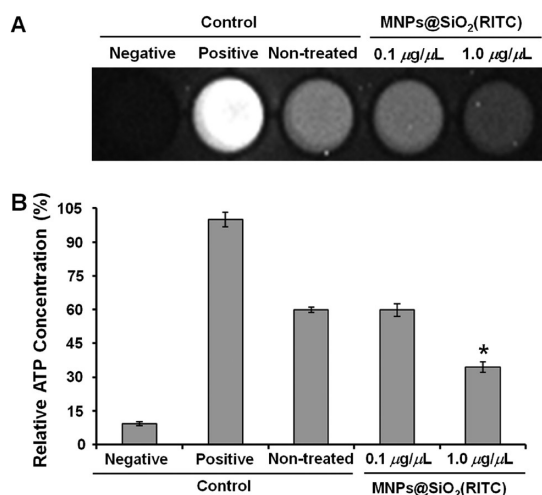 A
Control
MNPs@SiO₂(RITC)
Negative Positive Non-treated 0.1 μg/μL 1.0 μg/μL
B
Relative ATP Concentration (%)
105
90
75
60
45
30
15
0
*
Negative Positive Non-treated 0.1 μg/μL 1.0 μg/μL
Control
MNPs@SiO₂(RITC)